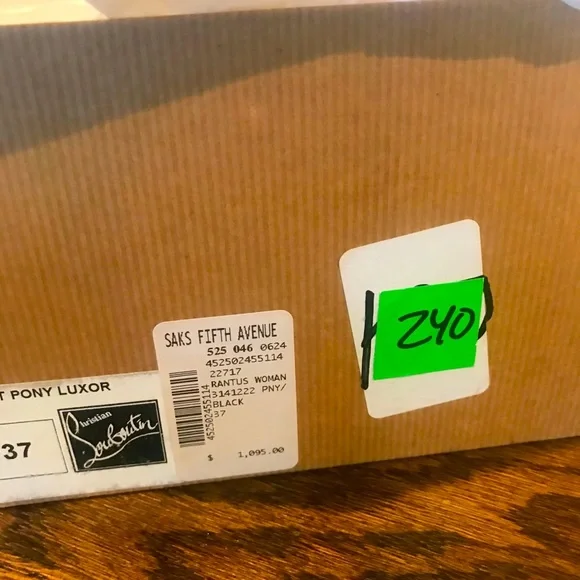 SAKS FIFTH AVENUE
525 046 0624
452502455114
22717
RANTUS WOMAN
3141222 PNY/
BLACK
37
$ 1,095.00
452502455114
T PONY LUXOR
37
Christian
Louboutin
240